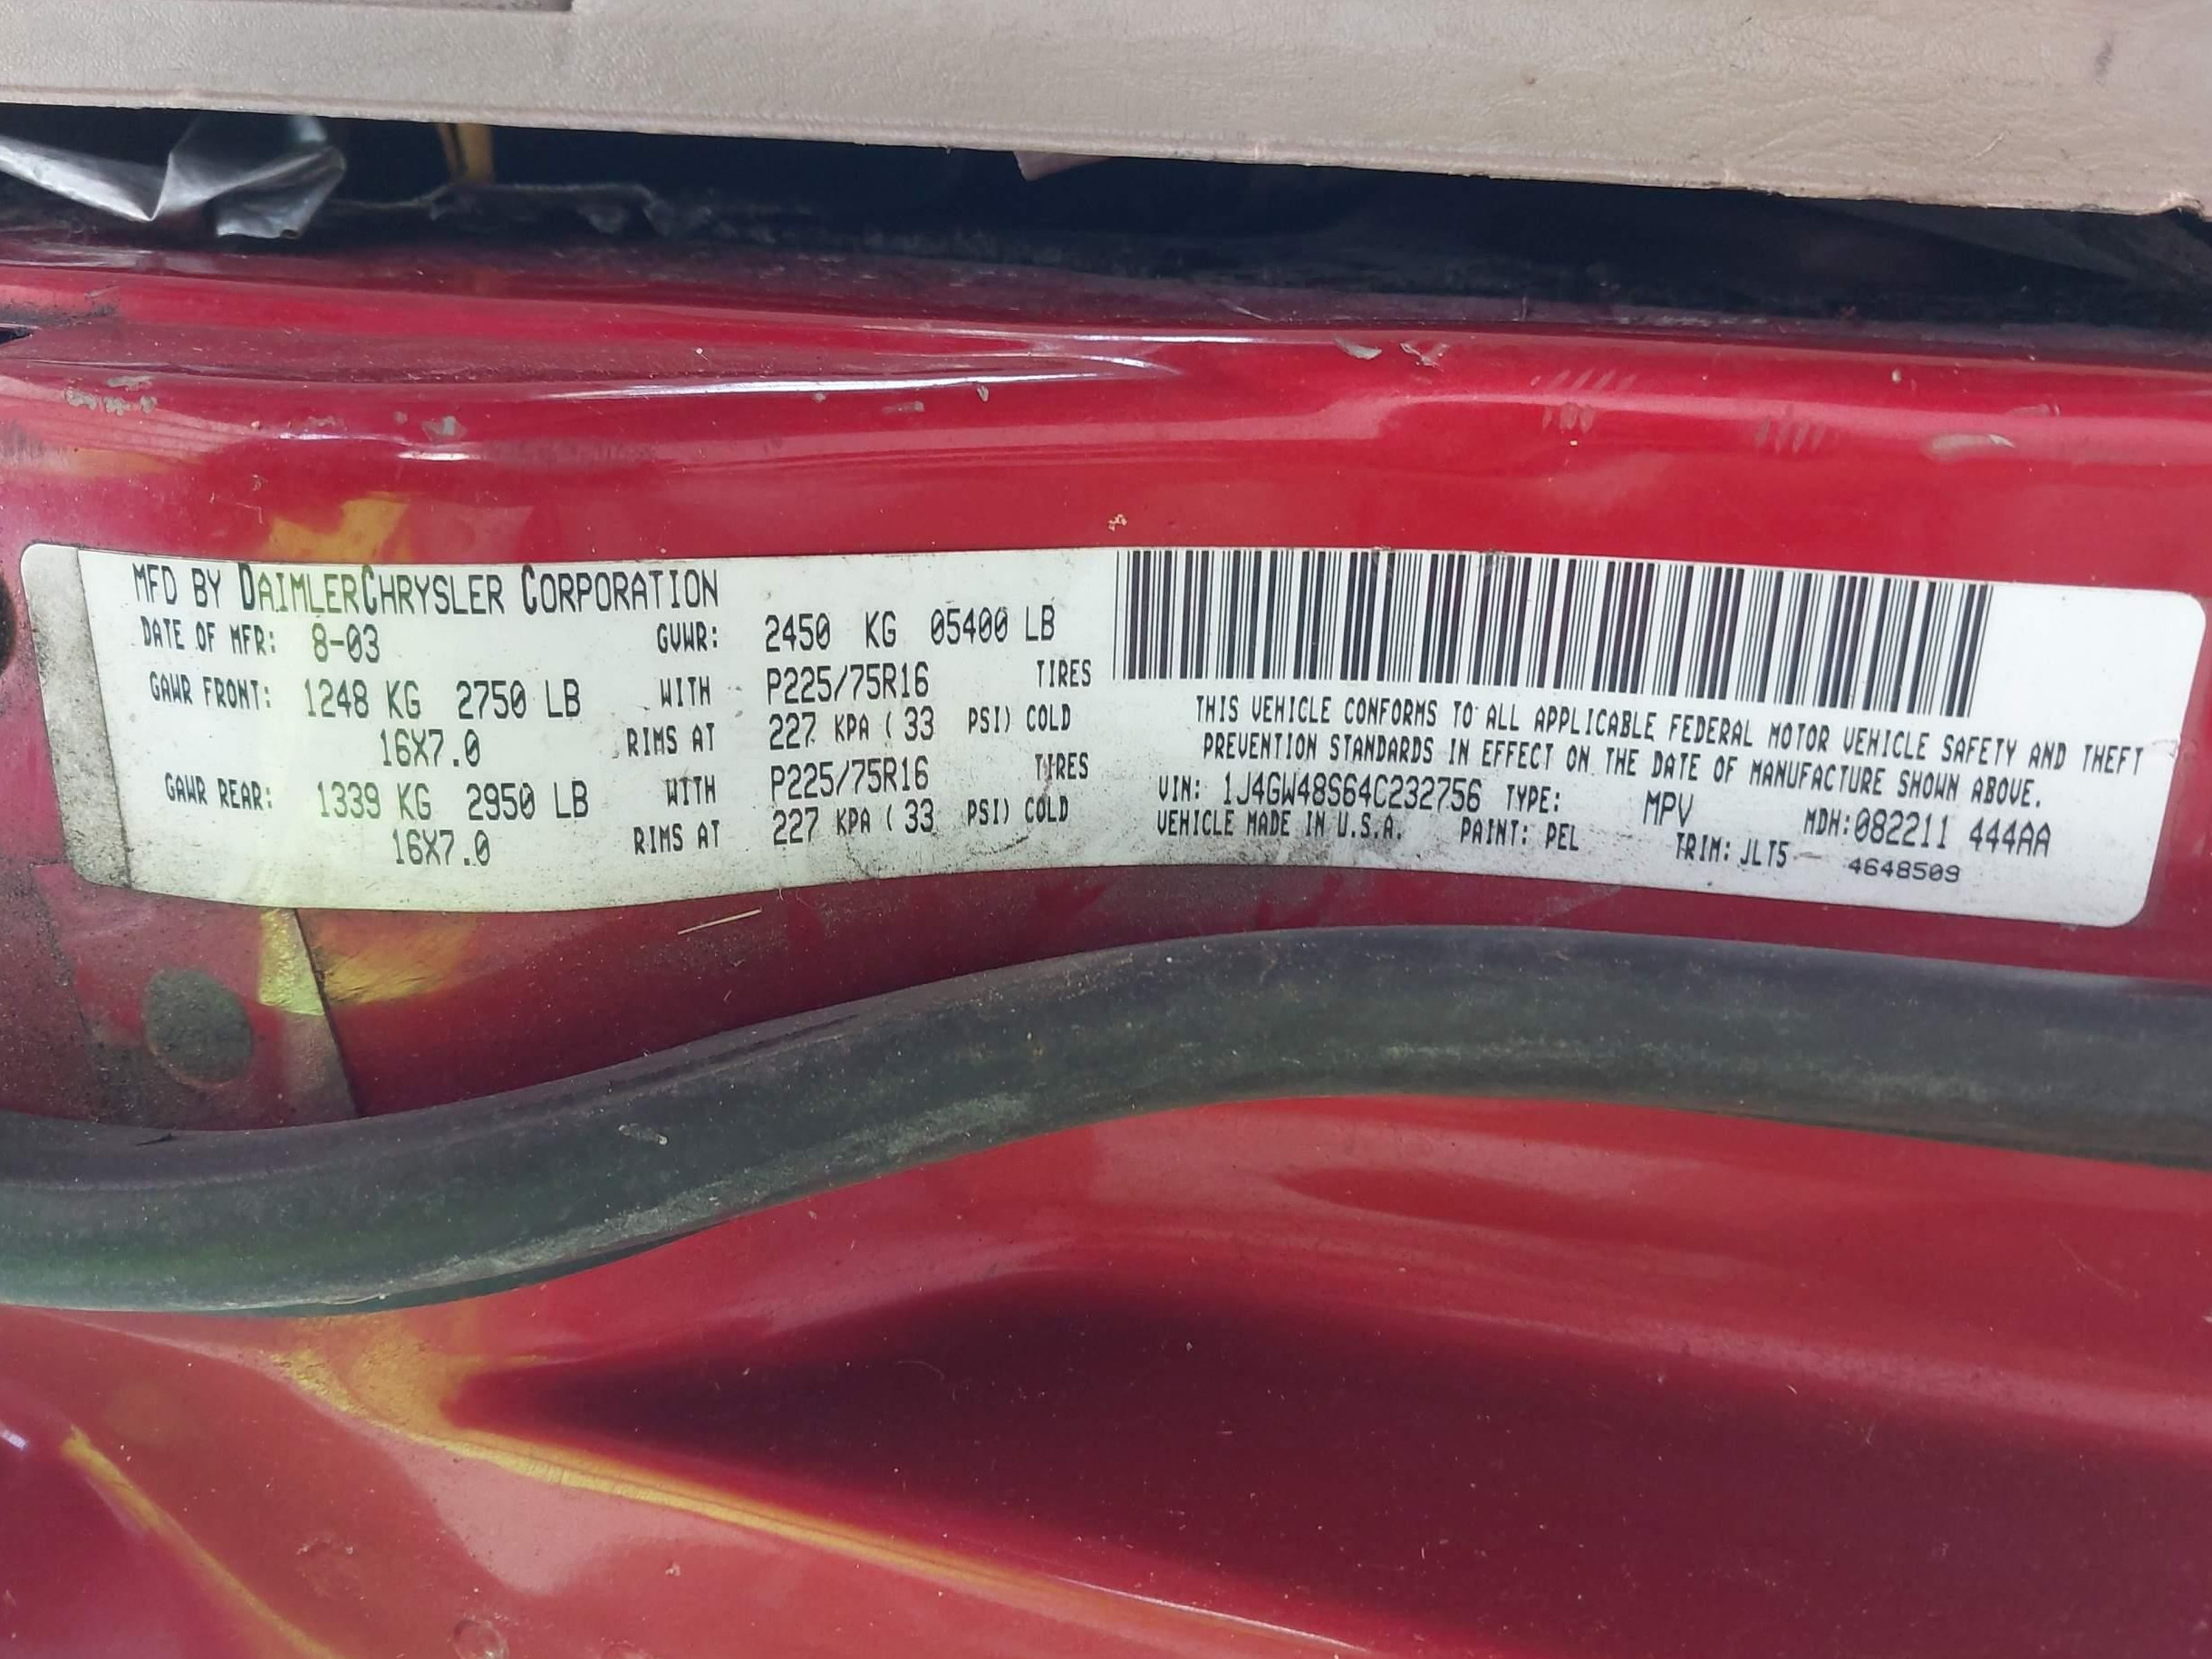 MFD BY DAIMLERCHRYSLER CORPORATION
DATE OF MFR: 8-03 GVWR: 2450 KG 05400 LB
GAWR FRONT: 1248 KG 2750 LB WITH P225/75R16 TIRES
16X7.0 RIMS AT 227 KPA ( 33 PSI) COLD
GAWR REAR: 1339 KG 2950 LB WITH P225/75R16 TIRES
16X7.0 RIMS AT 227 KPA ( 33 PSI) COLD
THIS VEHICLE CONFORMS TO ALL APPLICABLE FEDERAL MOTOR VEHICLE SAFETY AND THEFT
PREVENTION STANDARDS IN EFFECT ON THE DATE OF MANUFACTURE SHOWN ABOVE.
VIN: 1J4GW48S64C232756 TYPE: MPV MDH:082211 444AA
VEHICLE MADE IN U.S.A. PAINT: PEL TRIM: JLT5 4648509